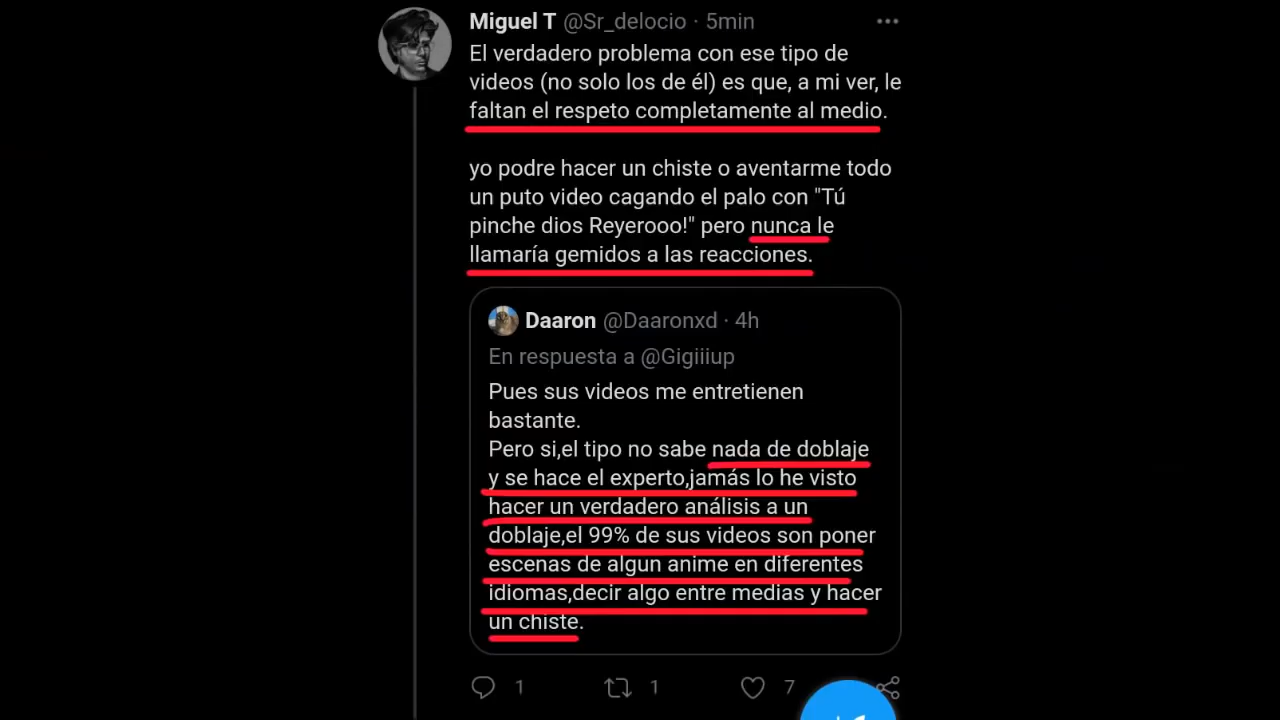 Miguel T @Sr_delocio · 5min
El verdadero problema con ese tipo de
videos (no solo los de él) es que, a mi ver, le
faltan el respeto completamente al medio.
yo podre hacer un chiste o aventarme todo
un puto video cagando el palo con "Tú
pinche dios Reyerooo!" pero nunca le
llamaría gemidos a las reacciones.
Daaron @Daaronxd · 4h
En respuesta a @Gigiiiup
Pues sus videos me entretienen
bastante.
Pero si,el tipo no sabe nada de doblaje
y se hace el experto,jamás lo he visto
hacer un verdadero análisis a un
doblaje,el 99% de sus videos son poner
escenas de algun anime en diferentes
idiomas,decir algo entre medias y hacer
un chiste.
1 1 7